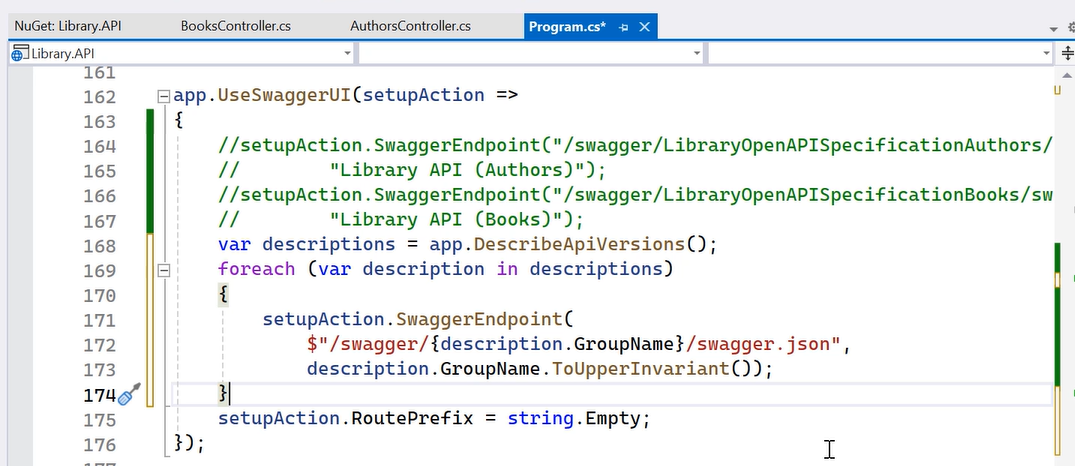 NuGet: Library.API
BooksController.cs
AuthorsController.cs
Program.cs*
Library.API
161
162 app.UseSwaggerUI(setupAction =>
163 {
164 //setupAction.SwaggerEndpoint("/swagger/LibraryOpenAPISpecificationAuthors/
165 // "Library API (Authors)");
166 //setupAction.SwaggerEndpoint("/swagger/LibraryOpenAPISpecificationBooks/sw
167 // "Library API (Books)");
168 var descriptions = app.DescribeApiVersions();
169 foreach (var description in descriptions)
170 {
171 setupAction.SwaggerEndpoint(
172 $"/swagger/{description.GroupName}/swagger.json",
173 description.GroupName.ToUpperInvariant());
174 }
175 setupAction.RoutePrefix = string.Empty;
176 });
177